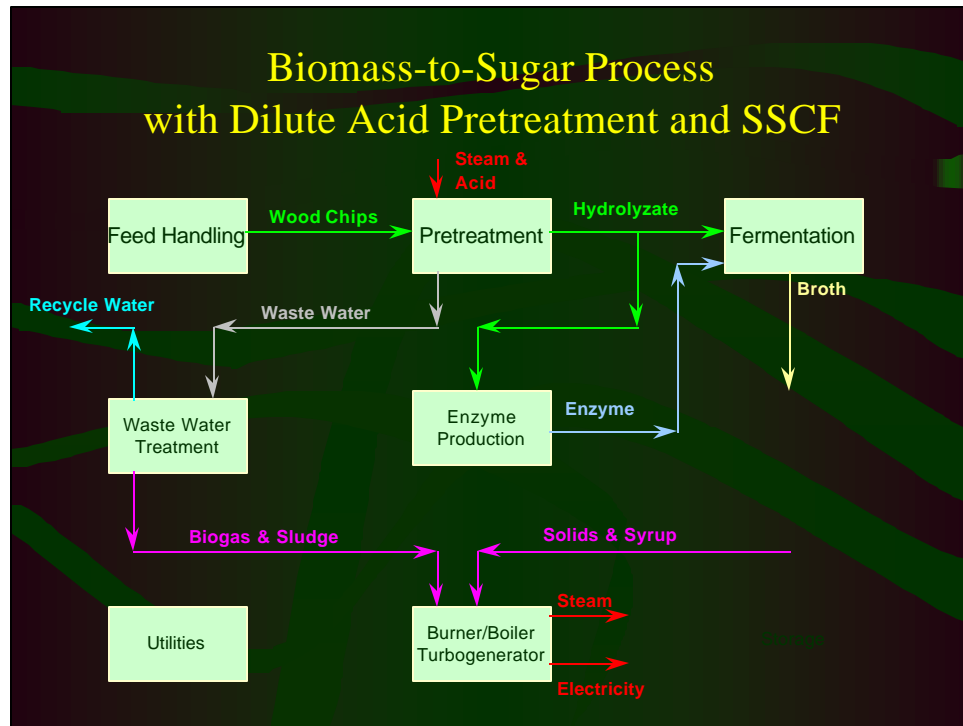 Biomass-to-Sugar Process
with Dilute Acid Pretreatment and SSCF
Steam &
Acid
Feed Handling
Wood Chips
Pretreatment
Hydrolyzate
Fermentation
Recycle Water
Waste Water
Broth
Waste Water
Treatment
Enzyme
Production
Enzyme
Biogas & Sludge
Solids & Syrup
Utilities
Burner/Boiler
Turbogenerator
Steam
Electricity
Storage